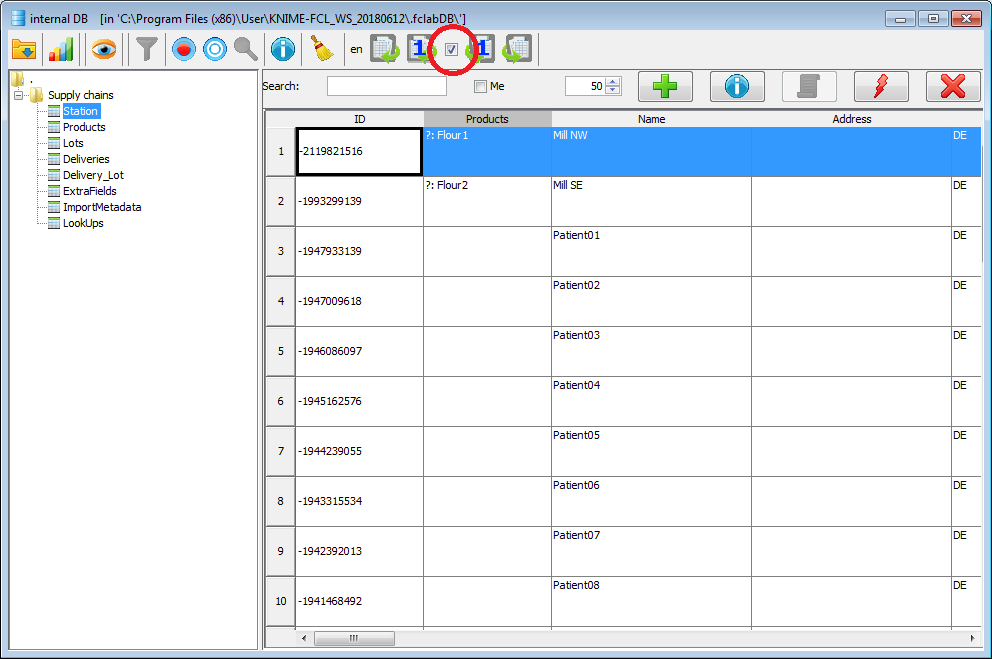 internal DB [in 'C:\Program Files (x86)\User\KNIME-FCL_WS_20180612\.fclabDB\']
en 1 1
.
Supply chains
Station
Products
Lots
Deliveries
Delivery_Lot
ExtraFields
ImportMetadata
LookUps
Search: Me 50
ID Products Name Address
1 -2119821516 ?: Flour1 Mill NW DE
2 -1993299139 ?: Flour2 Mill SE DE
3 -1947933139 Patient01 DE
4 -1947009618 Patient02 DE
5 -1946086097 Patient03 DE
6 -1945162576 Patient04 DE
7 -1944239055 Patient05 DE
8 -1943315534 Patient06 DE
9 -1942392013 Patient07 DE
10 -1941468492 Patient08 DE